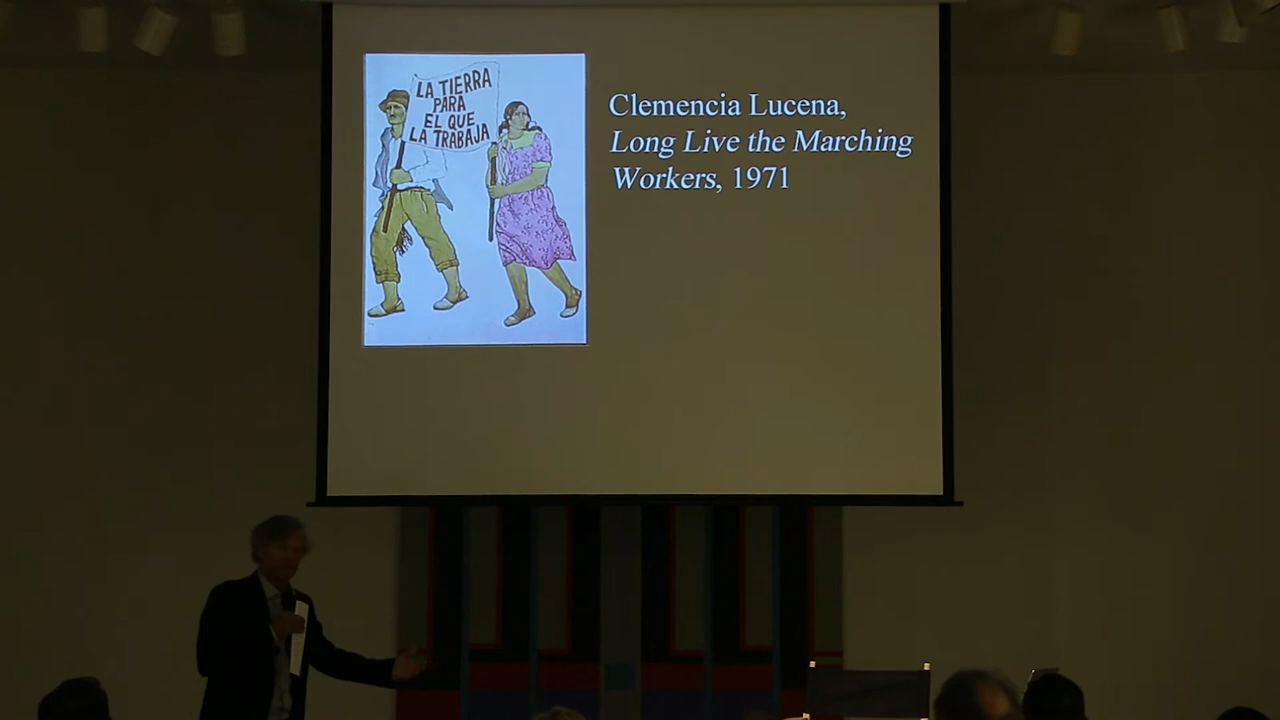 LA TIERRA
PARA
EL QUE
LA TRABAJA
Clemencia Lucena,
Long Live the Marching
Workers, 1971